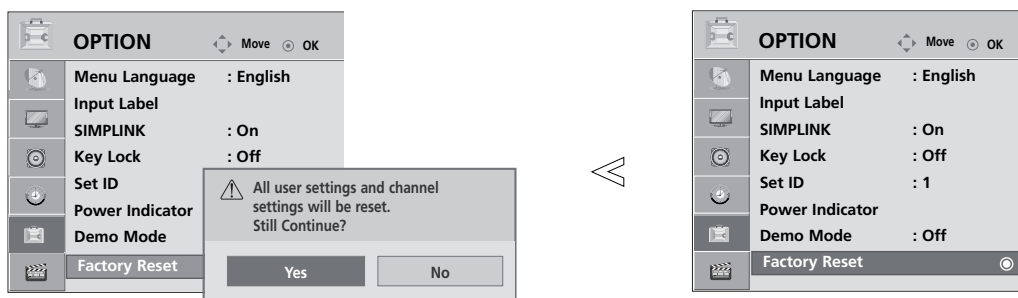 OPTION
Move OK
Menu Language : English
Input Label
SIMPLINK : On
Key Lock : Off
Set ID
Power Indicator
Demo Mode
Factory Reset
All user settings and channel
settings will be reset.
Still Continue?
Yes No
OPTION
Move OK
Menu Language : English
Input Label
SIMPLINK : On
Key Lock : Off
Set ID : 1
Power Indicator
Demo Mode : Off
Factory Reset